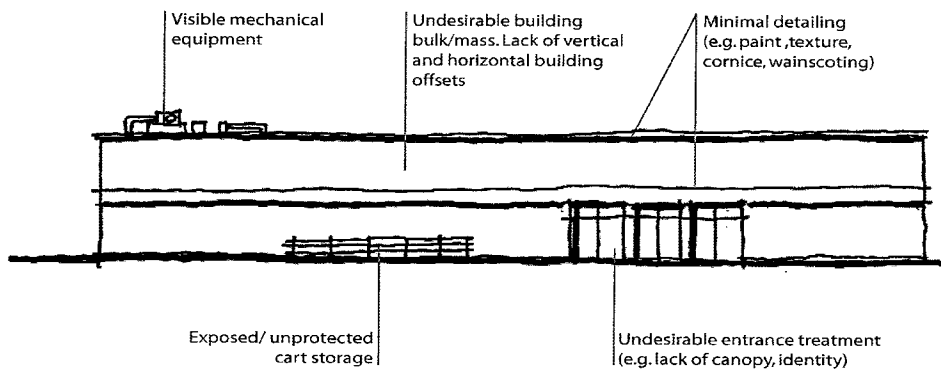 Visible mechanical
equipment
Undesirable building
bulk/mass. Lack of vertical
and horizontal building
offsets
Minimal detailing
(e.g. paint ,texture,
cornice, wainscoting)
Exposed/ unprotected
cart storage
Undesirable entrance treatment
(e.g. lack of canopy, identity)